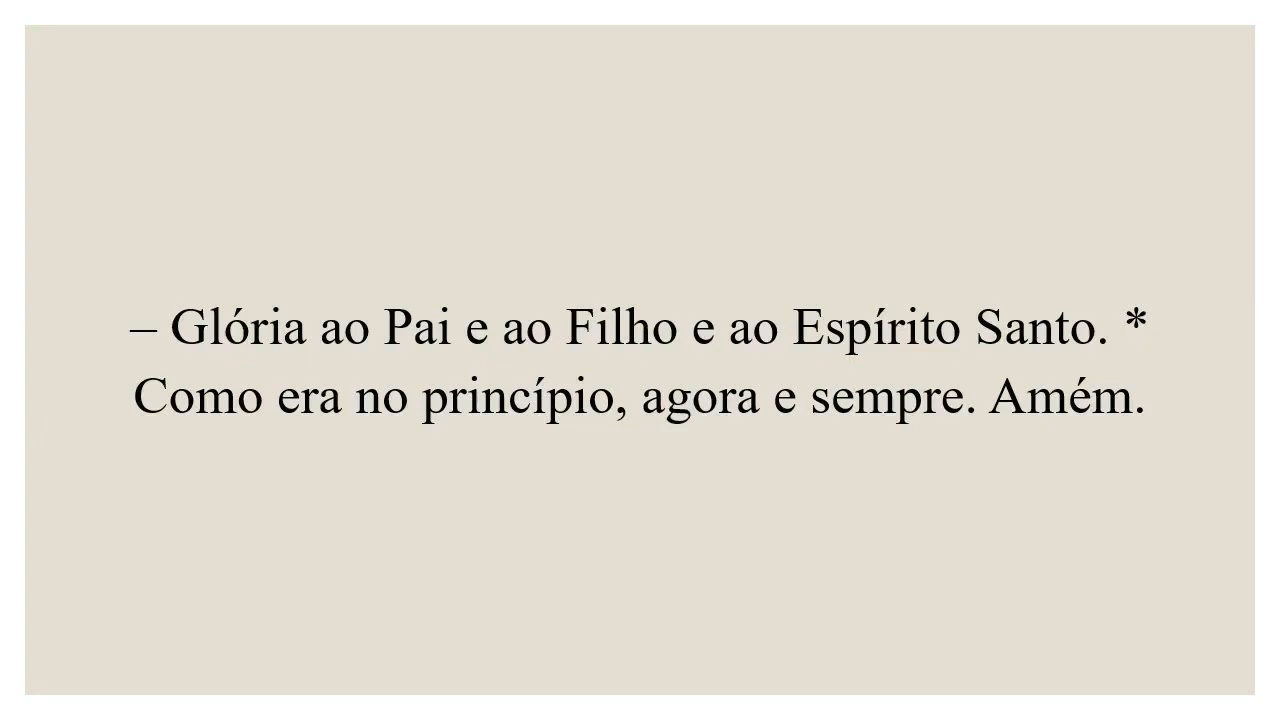 – Glória ao Pai e ao Filho e ao Espírito Santo. *
Como era no princípio, agora e sempre. Amém.